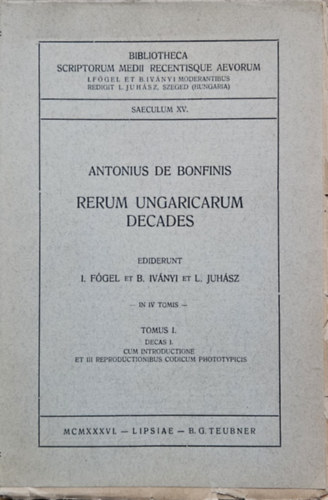 BIBLIOTHECA
SCRIPTORUM MEDII RECENTISQUE AEVORUM
I. FÓGEL ET B. IVÁNYI MODERANTIBUS
REDIGIT L. JUHÁSZ, SZEGED (HUNGARIA)
SAECULUM XV.
ANTONIUS DE BONFINIS
RERUM UNGARICARUM
DECADES
EDIDERUNT
I. FÓGEL ET B. IVÁNYI ET L. JUHÁSZ
— IN IV TOMIS —
TOMUS I.
DECAS I.
CUM INTRODUCTIONE
ET III REPRODUCTIONIBUS CODICUM PHOTOTYPICIS
MCMXXXVI. — LIPSIAE — B. G. TEUBNER